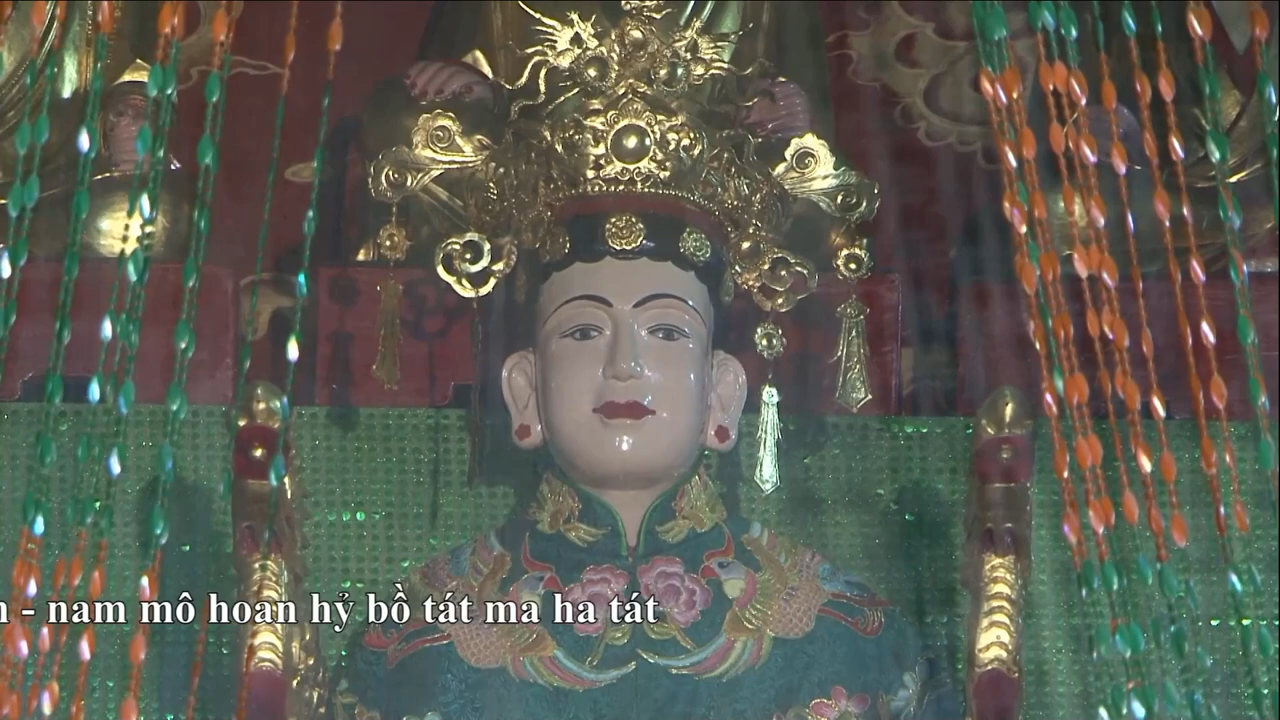 - nam mô hoan hỷ bồ tát ma ha tát